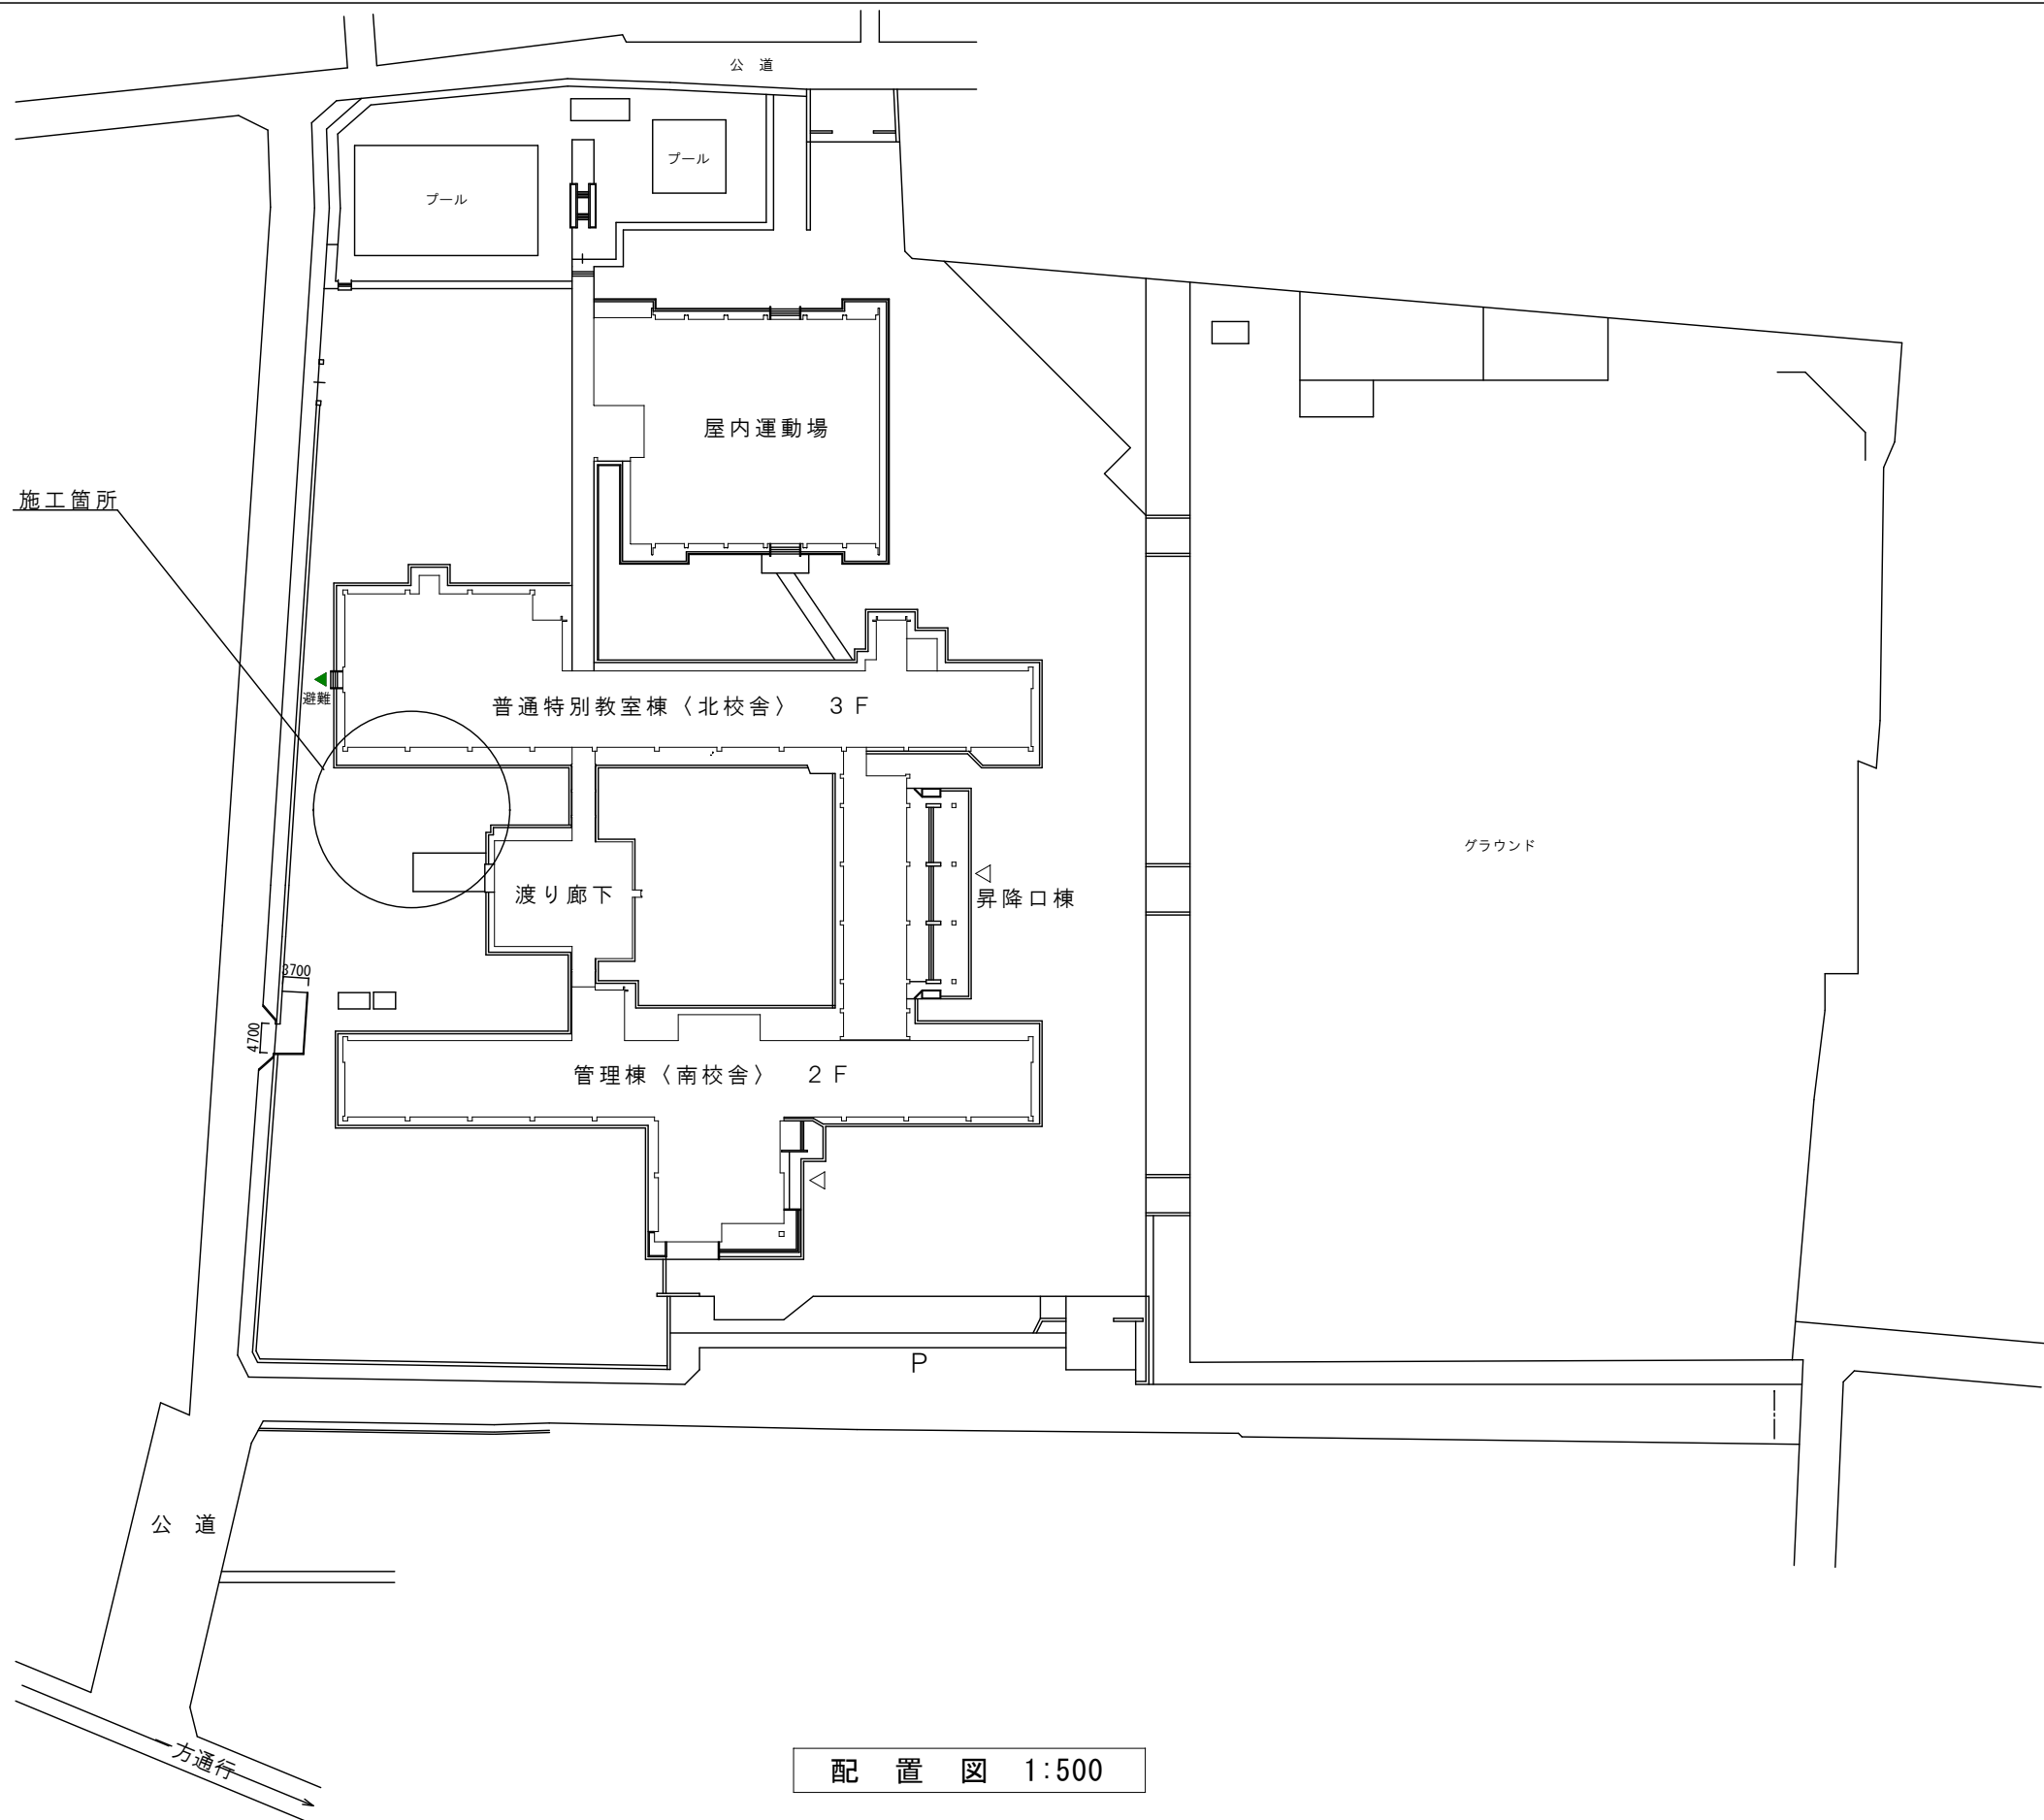 公 道
プール
プール
屋内運動場
施工箇所
避難
普通特別教室棟〈北校舎〉 3F
グラウンド
渡り廊下
昇降口棟
3700
4700
管理棟〈南校舎〉 2F
P
公 道
一方通行
配 置 図 1:500